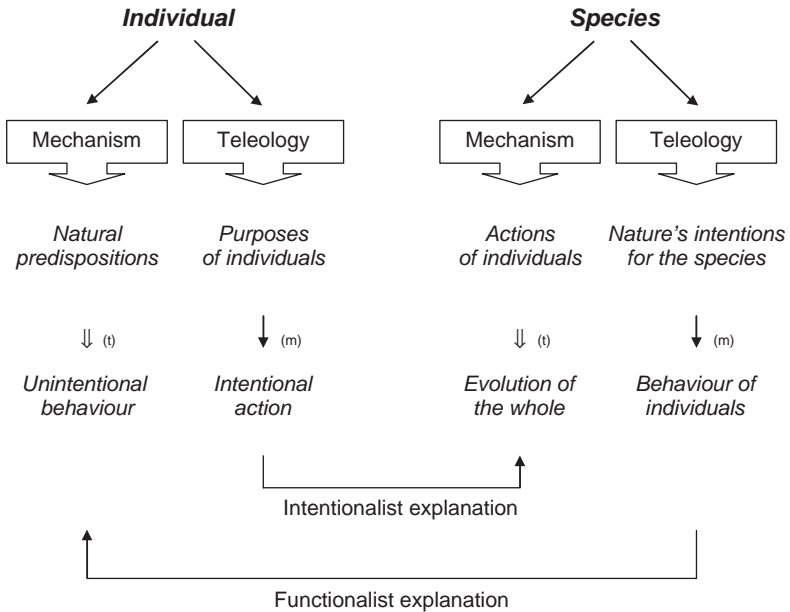 Individual
Species
Mechanism
Teleology
Mechanism
Teleology
Natural
predispositions
Purposes
of individuals
Actions
of individuals
Nature’s intentions
for the species
(t)
(m)
(t)
(m)
Unintentional
behaviour
Intentional
action
Evolution of
the whole
Behaviour of
individuals
Intentionalist explanation
Functionalist explanation